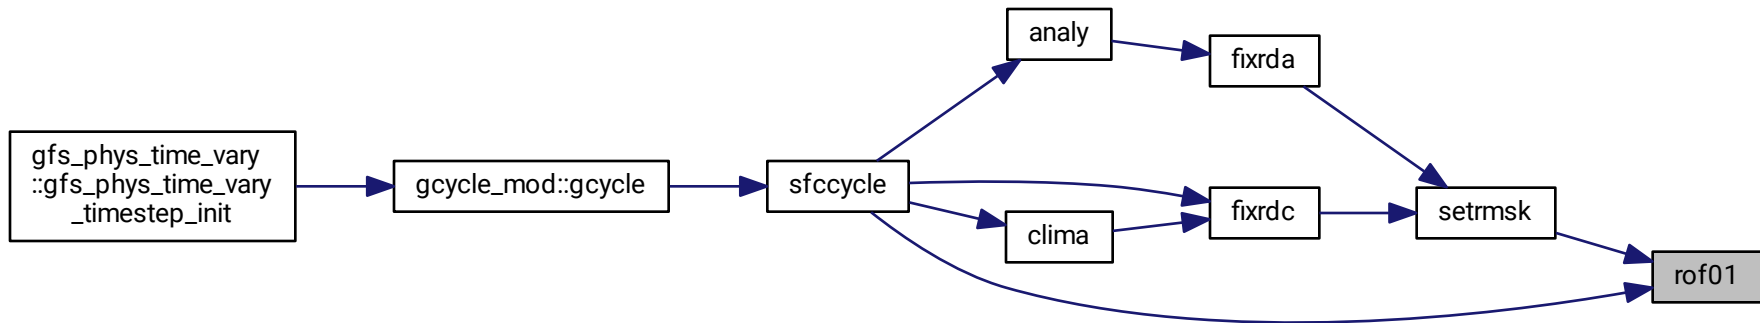 gfs_phys_time_vary
::gfs_phys_time_vary
_timestep_init
gcycle_mod::gcycle
sfccycle
analy
clima
fixrda
fixrdc
setrmsk
rof01